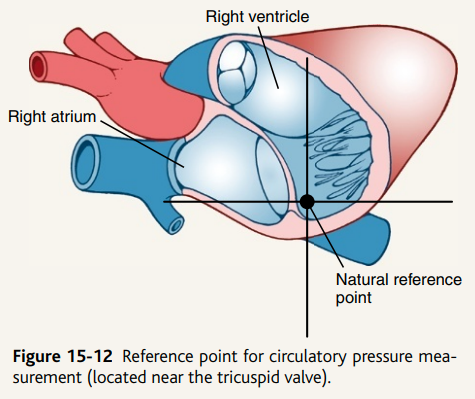 Right ventricle
Right atrium
Natural reference
point
Figure 15-12 Reference point for circulatory pressure mea-
surement (located near the tricuspid valve).